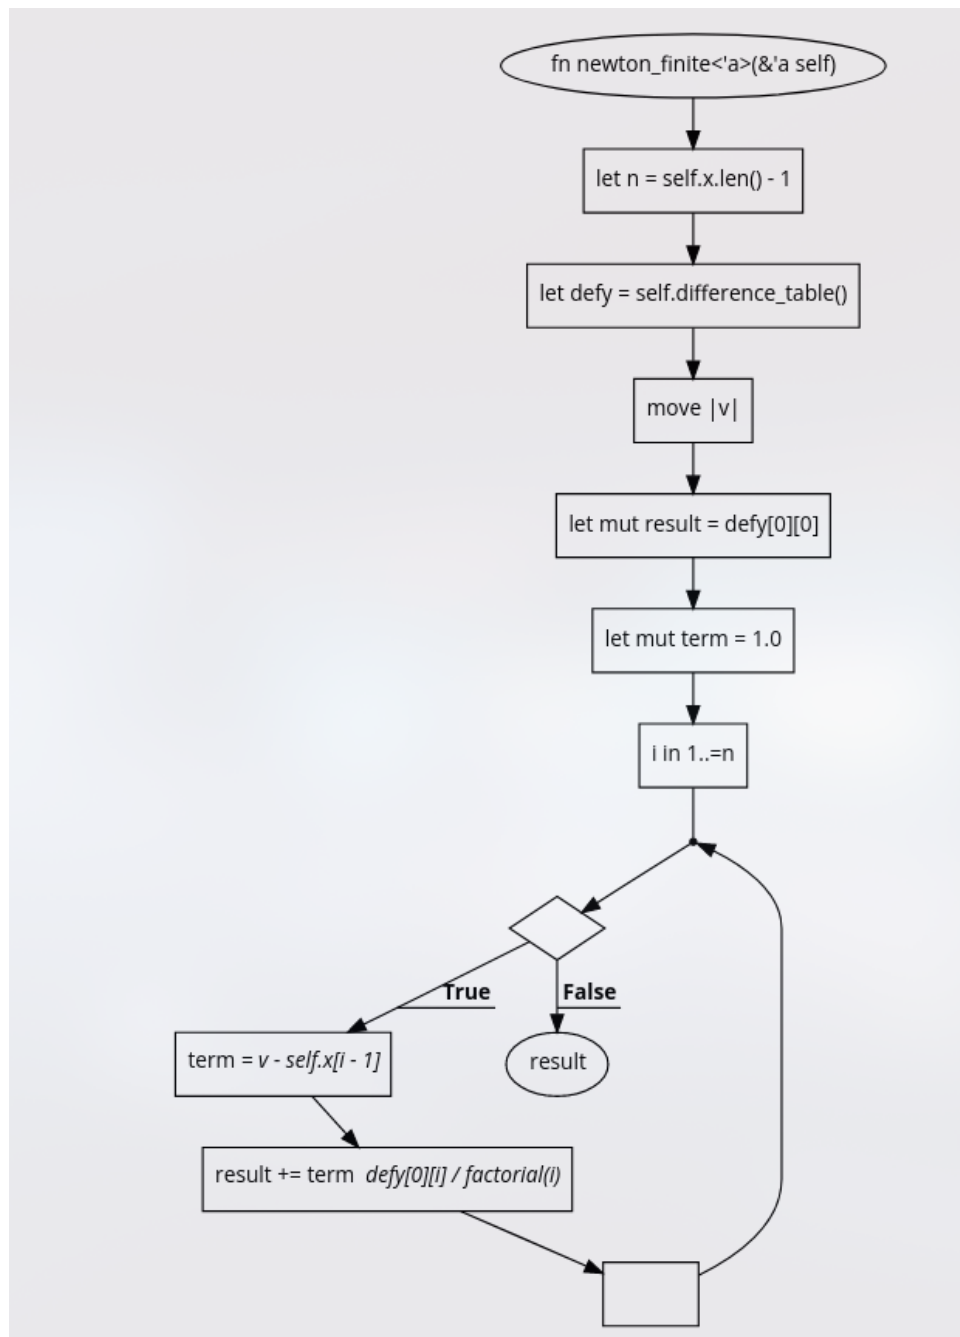 fn newton_finite<'a>(&'a self)
let n = self.x.len() - 1
let defy = self.difference_table()
move |v|
let mut result = defy[0][0]
let mut term = 1.0
i in 1..=n
True
False
term = v - self.x[i - 1]
result
result += term defy[0][i] / factorial(i)